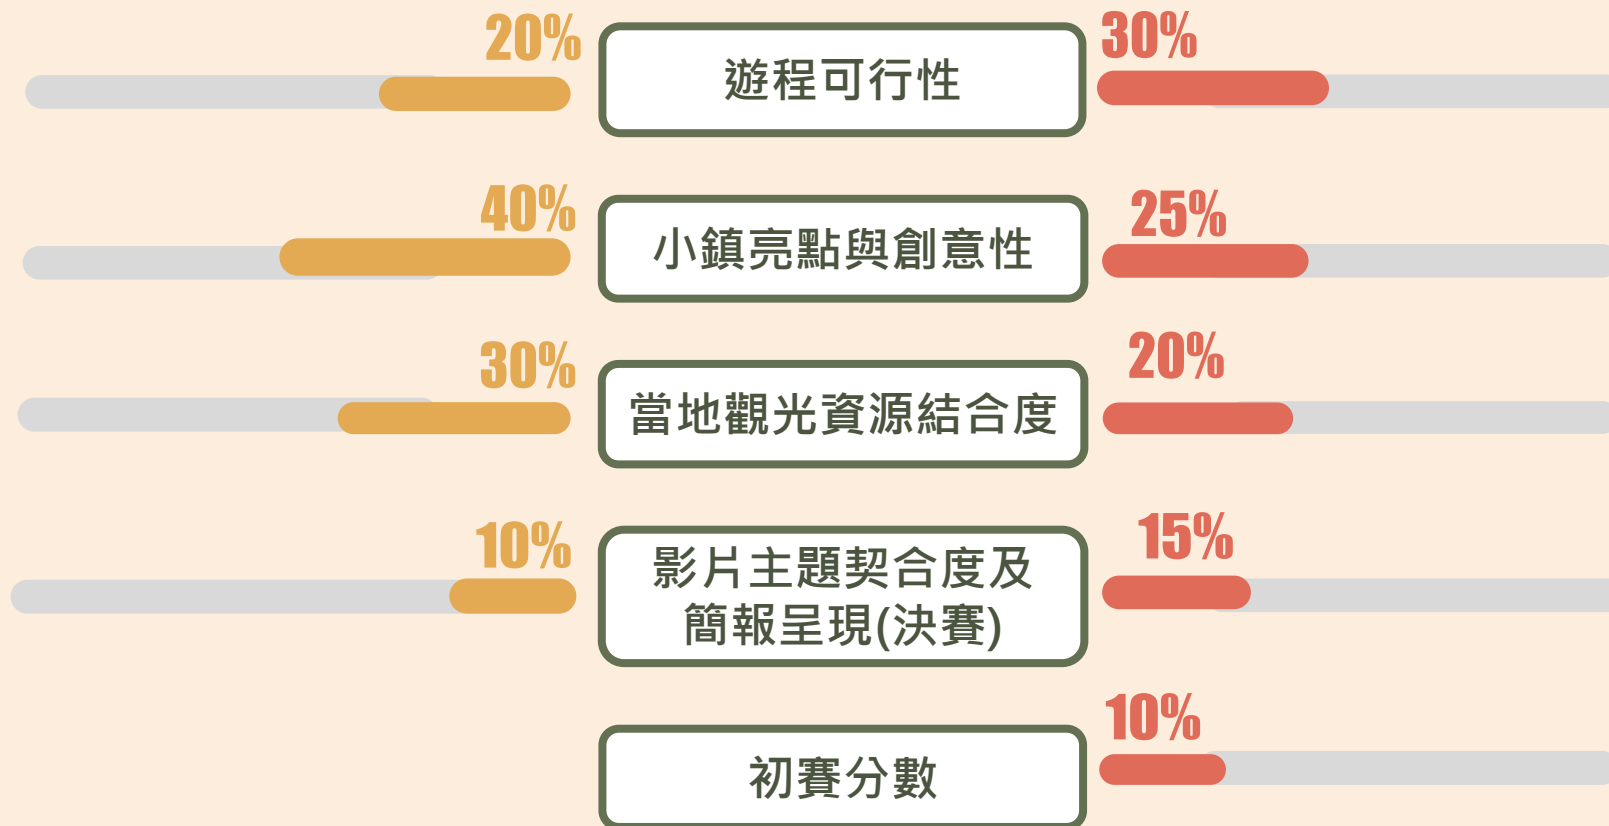 20%
遊程可行性
30%
40%
小鎮亮點與創意性
25%
30%
當地觀光資源結合度
20%
10%
影片主題契合度及
簡報呈現(決賽)
15%
初賽分數
10%